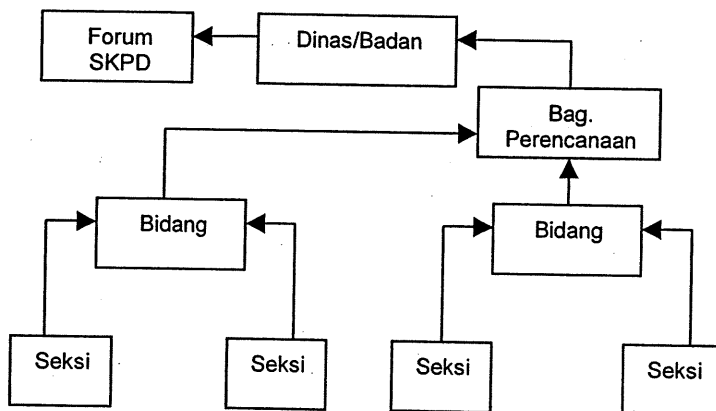 Forum
SKPD
Dinas/Badan
Bag.
Perencanaan
Bidang
Bidang
Seksi
Seksi
Seksi
Seksi